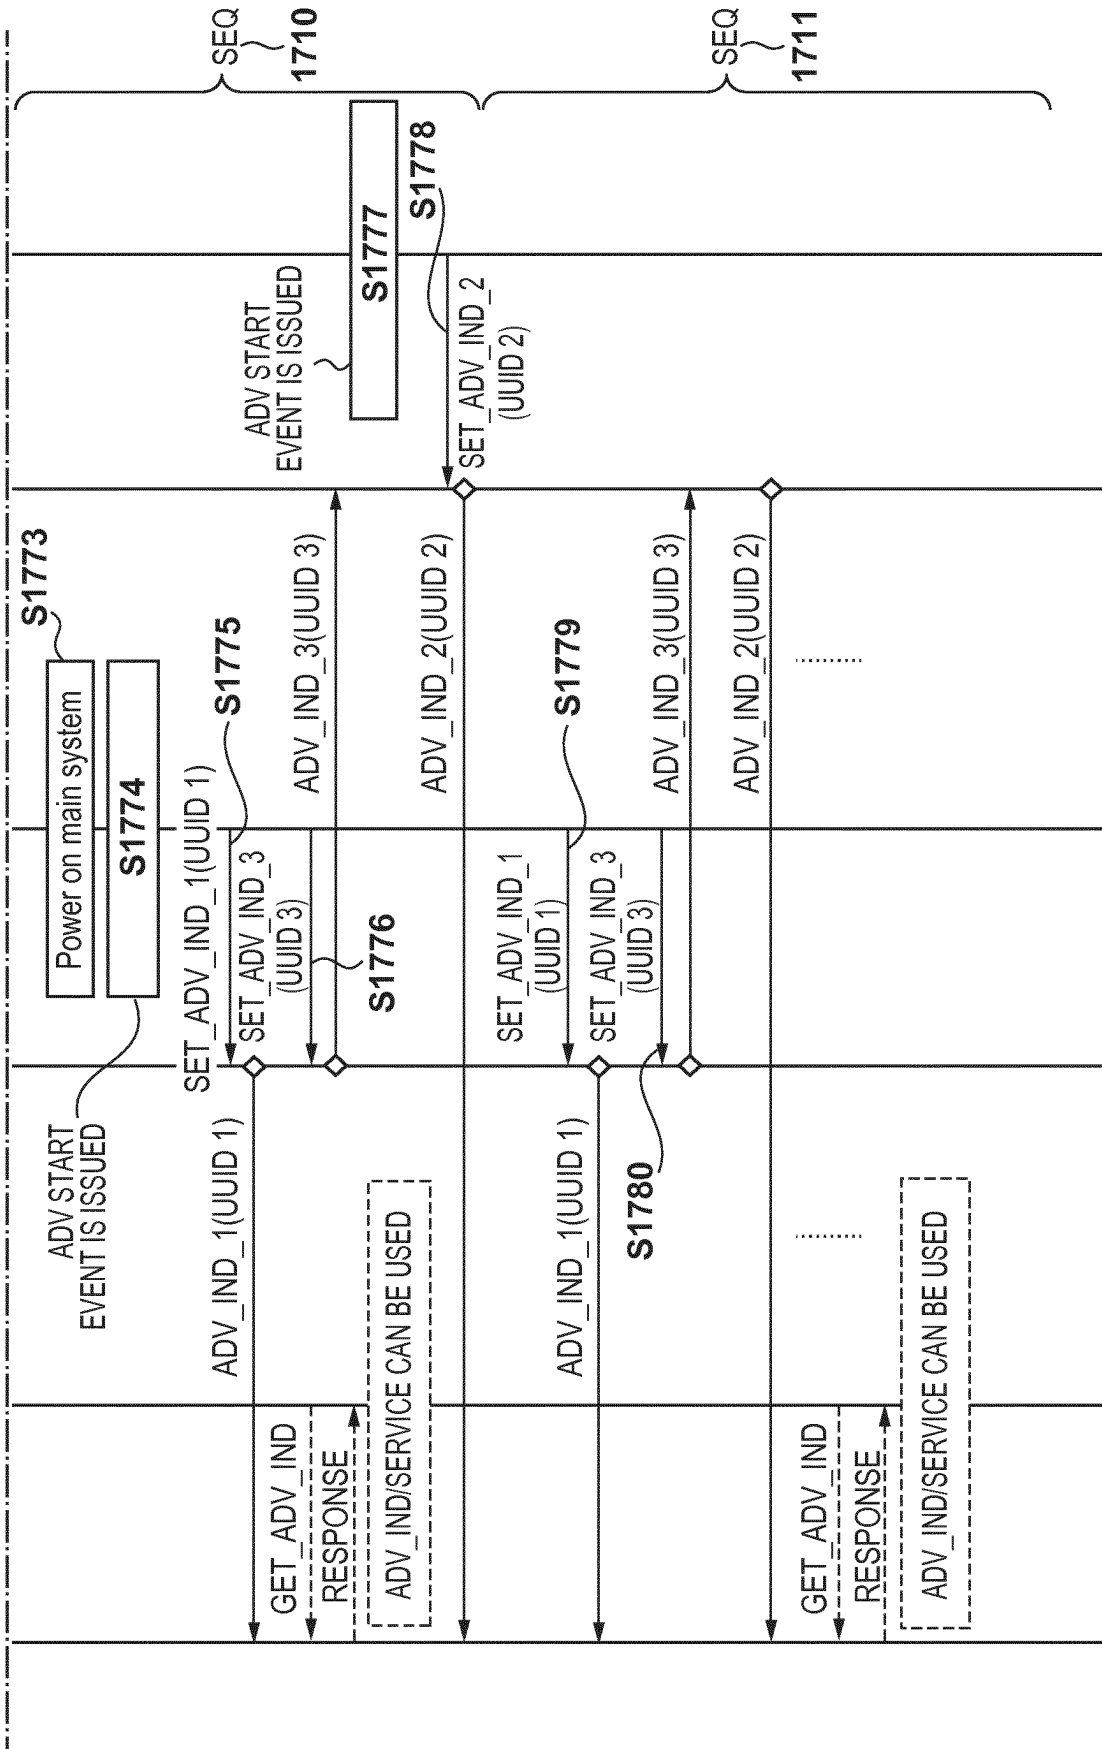 SEQ
1710
SEQ
1711
S1773
Power on main system
S1774
ADV START
EVENT IS ISSUED
SET_ADV_IND_1(UUID 1)
S1775
SET_ADV_IND_3
(UUID 3)
S1776
ADV_IND_1(UUID 1)
ADV_IND_3(UUID 3)
GET_ADV_IND
RESPONSE
ADV_IND/SERVICE CAN BE USED
ADV START
EVENT IS ISSUED
S1777
S1778
SET_ADV_IND_2
(UUID 2)
ADV_IND_2(UUID 2)
SET_ADV_IND_1
(UUID 1)
S1779
ADV_IND_1(UUID 1)
SET_ADV_IND_3
(UUID 3)
S1780
ADV_IND_3(UUID 3)
ADV_IND_2(UUID 2)
GET_ADV_IND
RESPONSE
ADV_IND/SERVICE CAN BE USED